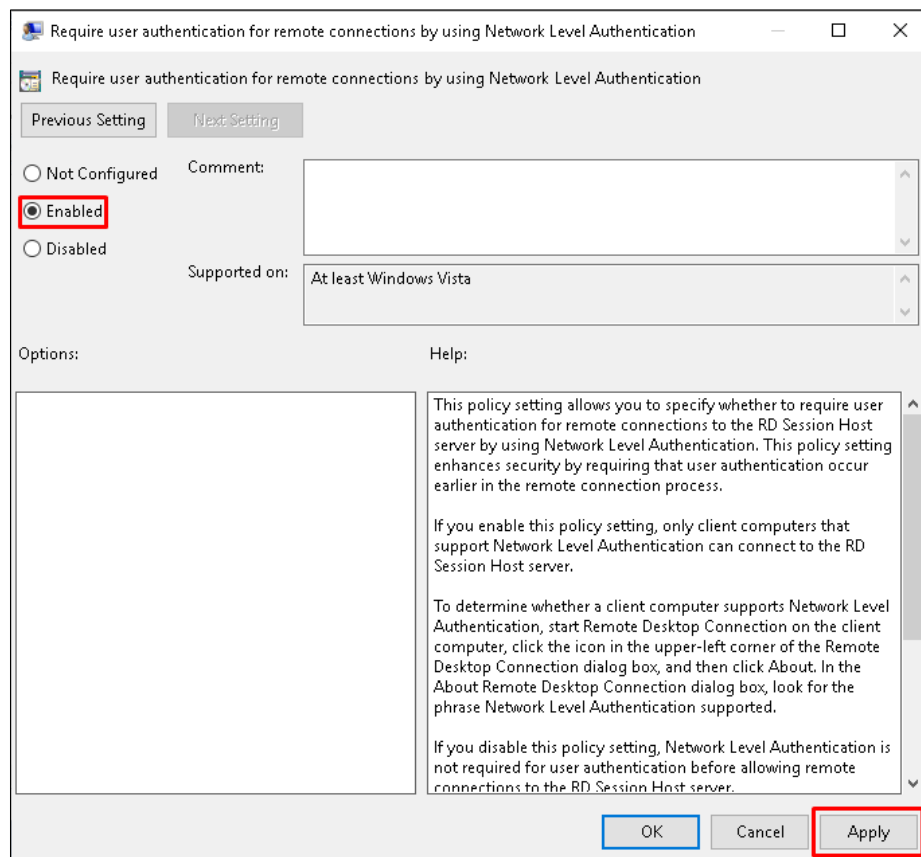 Require user authentication for remote connections by using Network Level Authentication
Require user authentication for remote connections by using Network Level Authentication
Previous Setting
Next Setting
Not Configured
Comment:
Enabled
Disabled
Supported on:
At least Windows Vista
Options:
Help:
This policy setting allows you to specify whether to require user
authentication for remote connections to the RD Session Host
server by using Network Level Authentication. This policy setting
enhances security by requiring that user authentication occur
earlier in the remote connection process.
If you enable this policy setting, only client computers that
support Network Level Authentication can connect to the RD
Session Host server.
To determine whether a client computer supports Network Level
Authentication, start Remote Desktop Connection on the client
computer, click the icon in the upper-left corner of the Remote
Desktop Connection dialog box, and then click About. In the
About Remote Desktop Connection dialog box, look for the
phrase Network Level Authentication supported.
If you disable this policy setting, Network Level Authentication is
not required for user authentication before allowing remote
connections to the RD Session Host server.
OK
Cancel
Apply